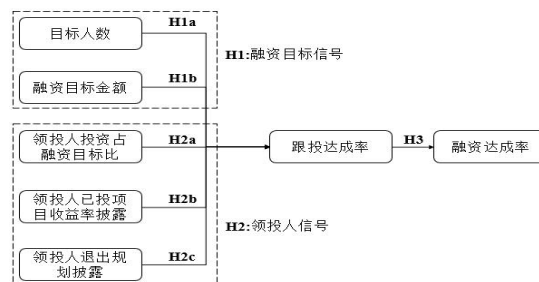 目标人数
H1a
H1:融资目标信号
融资目标金额
H1b
领投人投资占
融资目标比
H2a
领投人已投项
目收益率披露
H2b
领投人退出规
划披露
H2c
H2:领投人信号
跟投达成率
H3
融资达成率